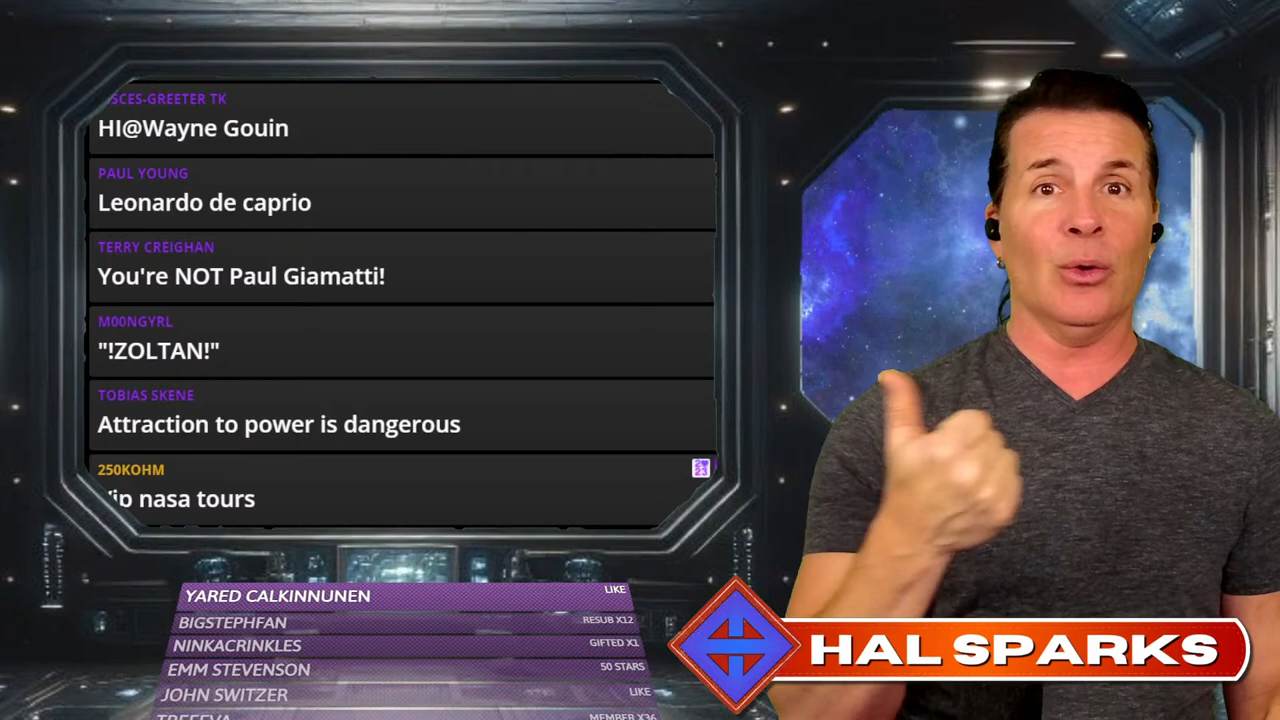 SCES-GREETER TK
HI@Wayne Gouin
PAUL YOUNG
Leonardo de caprio
TERRY CREIGHAN
You're NOT Paul Giamatti!
M00NGYRL
"!ZOLTAN!"
TOBIAS SKENE
Attraction to power is dangerous
250KOHM
ip nasa tours
YARED CALKINNUNEN LIKE
BIGSTEPHFAN RESUB X12
NINKACRINKLES GIFTED X1
EMM STEVENSON 50 STARS
JOHN SWITZER LIKE
MEMBER X36
HAL SPARKS